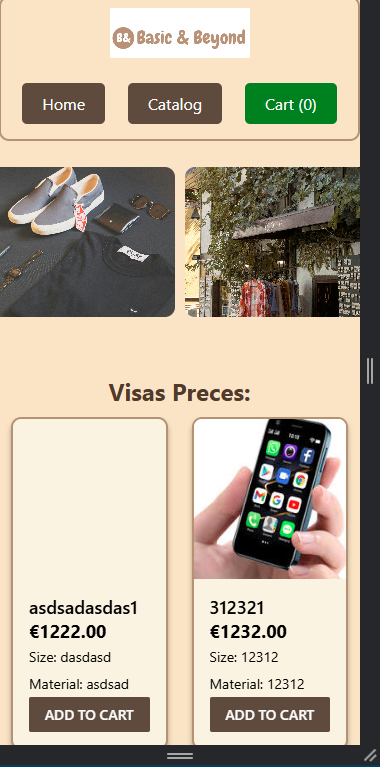 B& Basic & Beyond
Home
Catalog
Cart (0)
Visas Preces:
asdsadasdas1
€1222.00
Size: dasdasd
Material: asdsad
ADD TO CART
312321
€1232.00
Size: 12312
Material: 12312
ADD TO CART